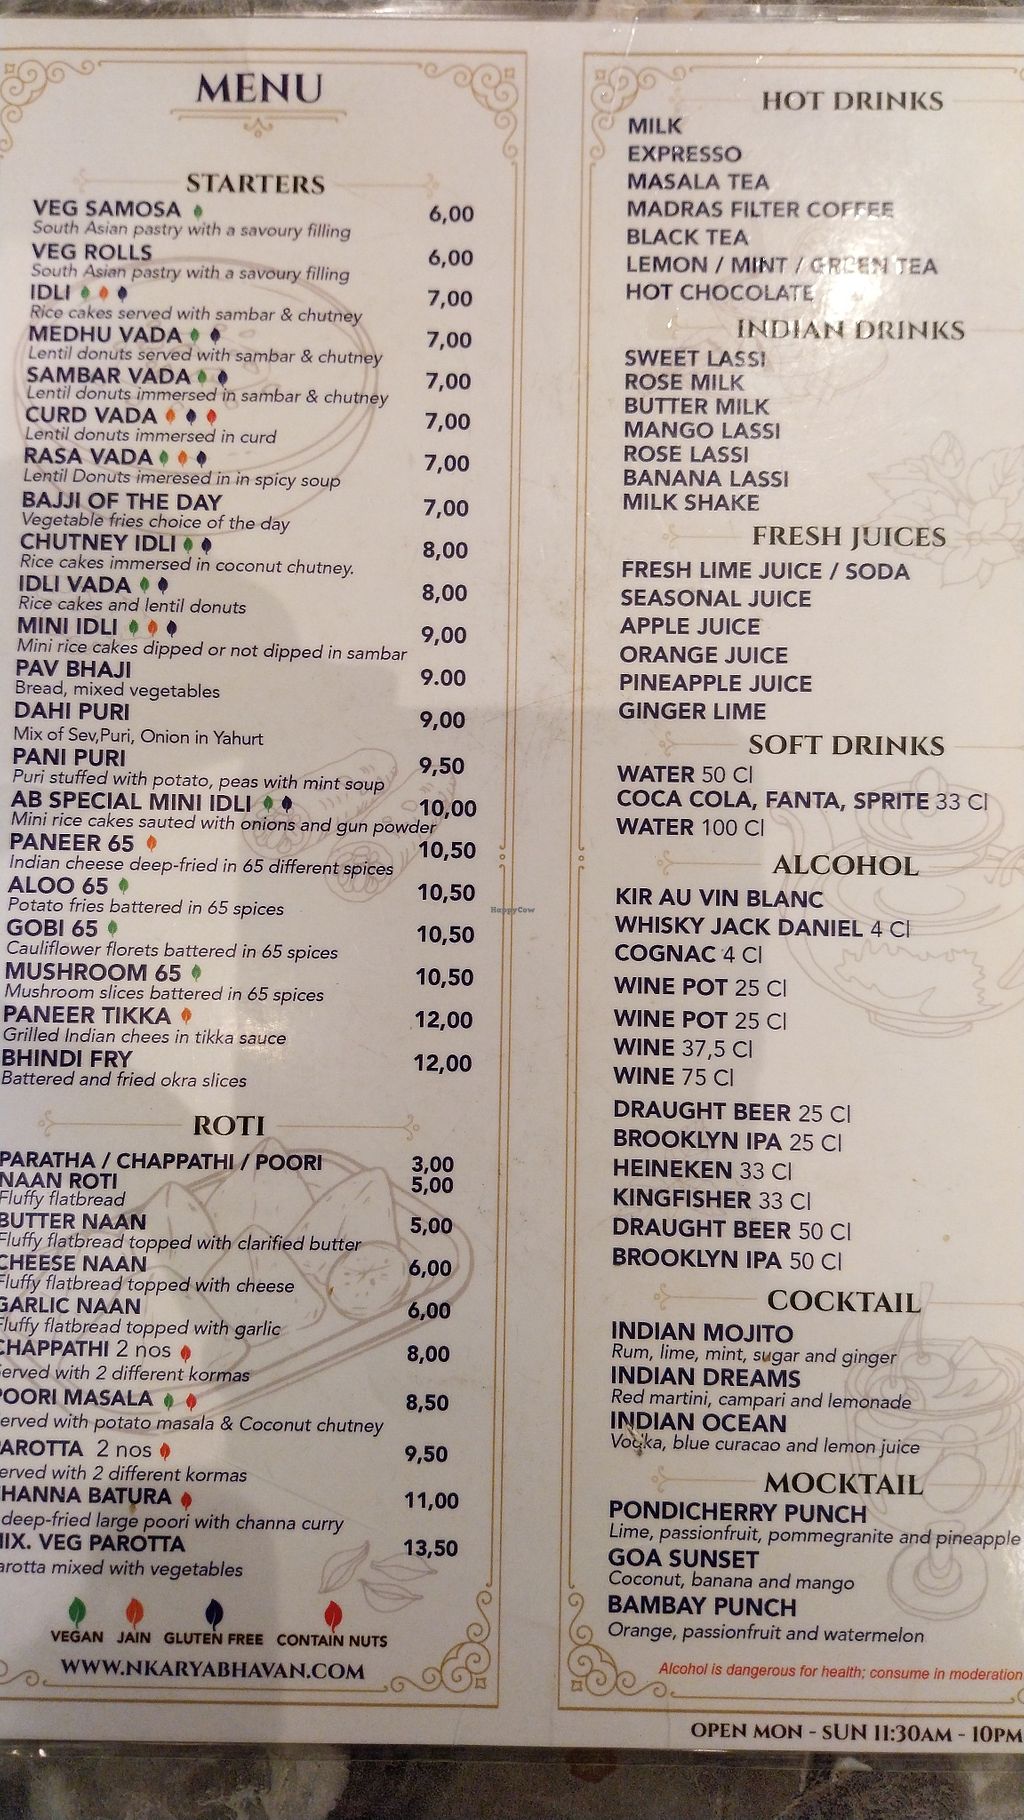 MENU
STARTERS
VEG SAMOSA 6,00
South Asian pastry with a savoury filling
VEG ROLLS 6,00
South Asian pastry with a savoury filling
IDLI 7,00
Rice cakes served with sambar & chutney
MEDHU VADA 7,00
Lentil donuts served with sambar & chutney
SAMBAR VADA 7,00
Lentil donuts immersed in sambar & chutney
CURD VADA 7,00
Lentil donuts immersed in curd
RASA VADA 7,00
Lentil Donuts imeresed in in spicy soup
BAJJI OF THE DAY 7,00
Vegetable fries choice of the day
CHUTNEY IDLI 8,00
Rice cakes immersed in coconut chutney.
IDLI VADA 8,00
Rice cakes and lentil donuts
MINI IDLI 9,00
Mini rice cakes dipped or not dipped in sambar
PAV BHAJI 9.00
Bread, mixed vegetables
DAHI PURI 9,00
Mix of Sev,Puri, Onion in Yahurt
PANI PURI 9,50
Puri stuffed with potato, peas with mint soup
AB SPECIAL MINI IDLI 10,00
Mini rice cakes sauted with onions and gun powder
PANEER 65 10,50
Indian cheese deep-fried in 65 different spices
ALOO 65 10,50
Potato fries battered in 65 spices
GOBI 65 10,50
Cauliflower florets battered in 65 spices
MUSHROOM 65 10,50
Mushroom slices battered in 65 spices
PANEER TIKKA 12,00
Grilled Indian chees in tikka sauce
BHINDI FRY 12,00
Battered and fried okra slices
ROTI
PARATHA / CHAPPATHI / POORI 3,00
NAAN ROTI 5,00
Fluffy flatbread
BUTTER NAAN 5,00
Fluffy flatbread topped with clarified butter
CHEESE NAAN 6,00
Fluffy flatbread topped with cheese
GARLIC NAAN 6,00
Fluffy flatbread topped with garlic
CHAPPATHI 2 nos 8,00
served with 2 different kormas
POORI MASALA 8,50
erved with potato masala & Coconut chutney
AROTTA 2 nos 9,50
erved with 2 different kormas
HANNA BATURA 11,00
deep-fried large poori with channa curry
IX. VEG PAROTTA 13,50
arotta mixed with vegetables
VEGAN JAIN GLUTEN FREE CONTAIN NUTS
WWW.NKARYABHAVAN.COM
HOT DRINKS
MILK
EXPRESSO
MASALA TEA
MADRAS FILTER COFFEE
BLACK TEA
LEMON / MINT / GREEN TEA
HOT CHOCOLATE
INDIAN DRINKS
SWEET LASSI
ROSE MILK
BUTTER MILK
MANGO LASSI
ROSE LASSI
BANANA LASSI
MILK SHAKE
FRESH JUICES
FRESH LIME JUICE / SODA
SEASONAL JUICE
APPLE JUICE
ORANGE JUICE
PINEAPPLE JUICE
GINGER LIME
SOFT DRINKS
WATER 50 Cl
COCA COLA, FANTA, SPRITE 33 Cl
WATER 100 Cl
ALCOHOL
KIR AU VIN BLANC
WHISKY JACK DANIEL 4 Cl
COGNAC 4 Cl
WINE POT 25 Cl
WINE POT 25 Cl
WINE 37,5 Cl
WINE 75 Cl
DRAUGHT BEER 25 Cl
BROOKLYN IPA 25 Cl
HEINEKEN 33 Cl
KINGFISHER 33 Cl
DRAUGHT BEER 50 Cl
BROOKLYN IPA 50 Cl
COCKTAIL
INDIAN MOJITO
Rum, lime, mint, sugar and ginger
INDIAN DREAMS
Red martini, campari and lemonade
INDIAN OCEAN
Vodka, blue curacao and lemon juice
MOCKTAIL
PONDICHERRY PUNCH
Lime, passionfruit, pommegranite and pineapple
GOA SUNSET
Coconut, banana and mango
BAMBAY PUNCH
Orange, passionfruit and watermelon
Alcohol is dangerous for health; consume in moderation
OPEN MON - SUN 11:30AM - 10PM
HappyCow